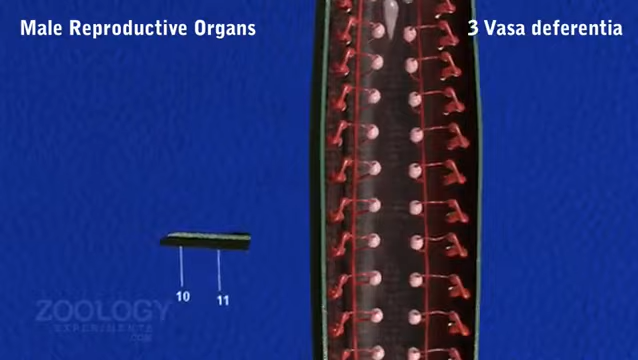 Male Reproductive Organs
3 Vasa deferentia
10
11
ZOOLOGY
EXPERIMENTS
.COM